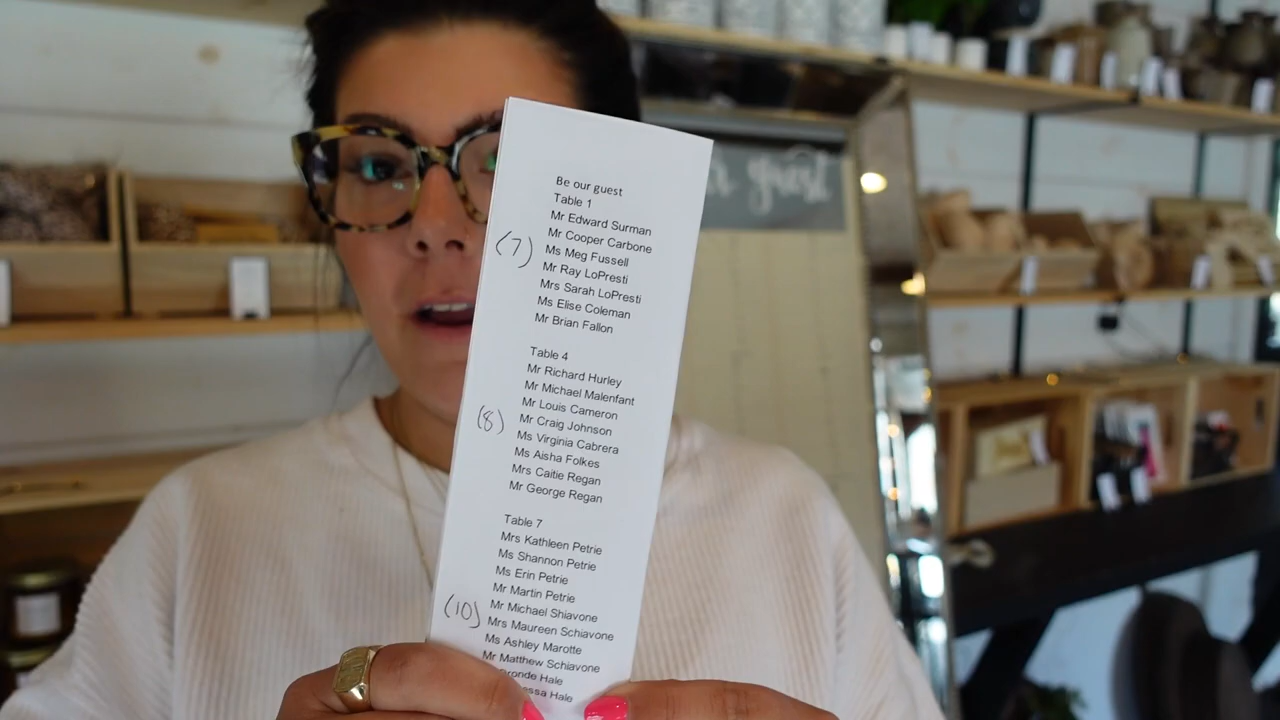 Be our guest
Table 1
Mr Edward Surman
Mr Cooper Carbone
(7) Ms Meg Fussell
Mr Ray LoPresti
Mrs Sarah LoPresti
Ms Elise Coleman
Mr Brian Fallon
Table 4
Mr Richard Hurley
Mr Michael Malenfant
Mr Louis Cameron
(8) Mr Craig Johnson
Ms Virginia Cabrera
Ms Aisha Folkes
Mrs Caitie Regan
Mr George Regan
Table 7
Mrs Kathleen Petrie
Ms Shannon Petrie
Ms Erin Petrie
Mr Martin Petrie
(10) Mr Michael Shiavone
Mrs Maureen Schiavone
Ms Ashley Marotte
Mr Matthew Schiavone
Hale
Hale
guest